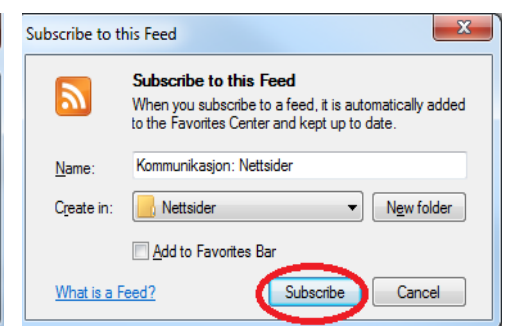 Subscribe to this Feed
X
Subscribe to this Feed
When you subscribe to a feed, it is automatically added
to the Favorites Center and kept up to date.
Name: Kommunikasjon: Nettsider
Create in: Nettsider New folder
Add to Favorites Bar
What is a Feed? Subscribe Cancel